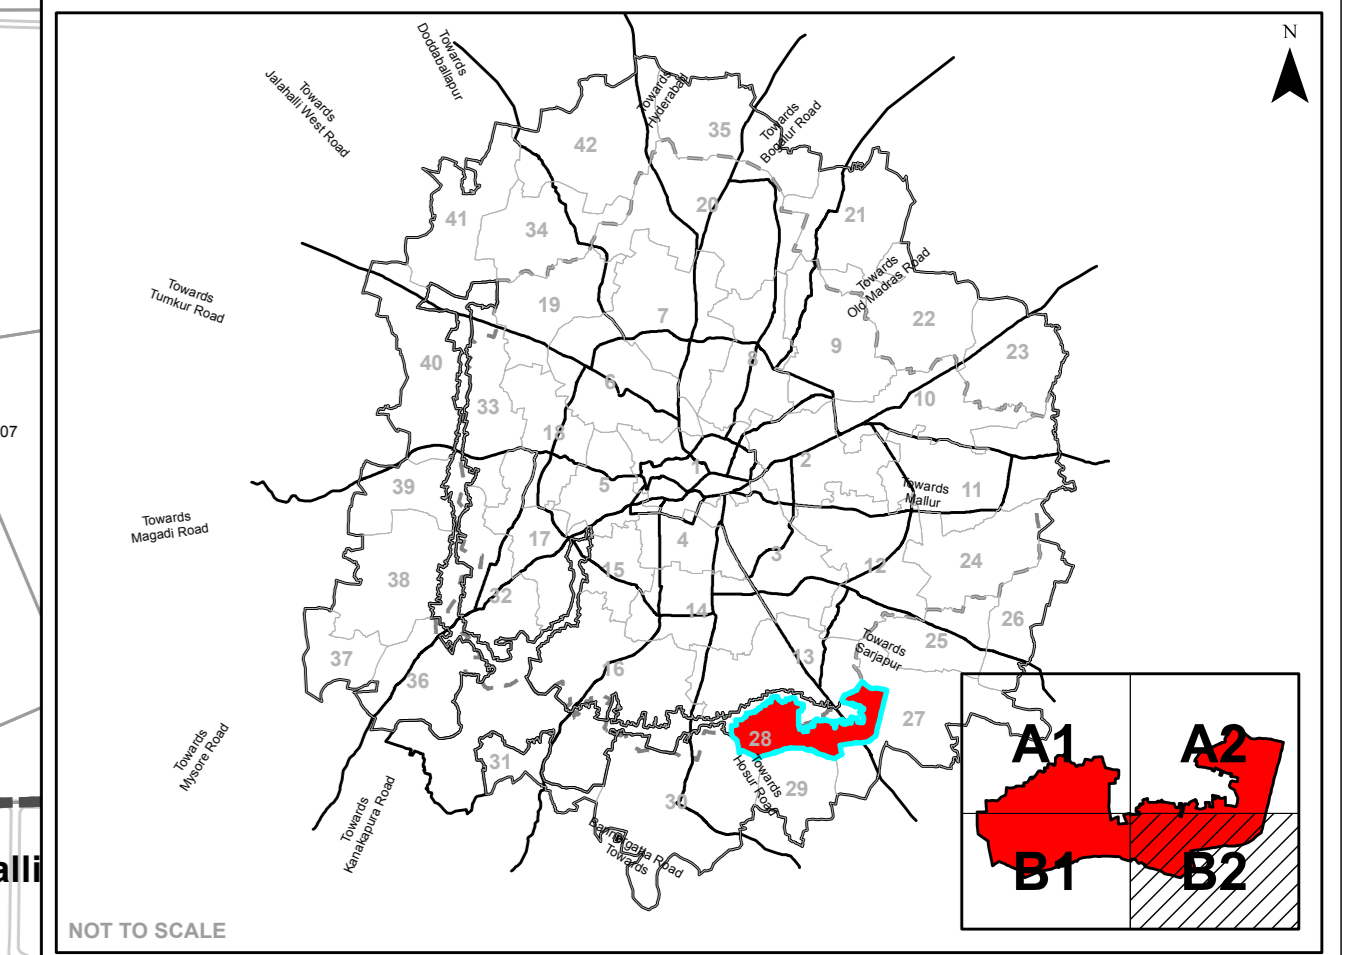 Towards
Doddaballapur
Towards
Jalahalli West Road
Towards
Hyderabad
Towards
Bogalur Road
N
42
35
20
21
41
34
Towards
Old Madras Road
Towards
Tumkur Road
19
7
22
9
8
23
40
6
10
33
07
18
1
2
39
5
Towards
Mallur
11
Towards
Magadi Road
17
4
3
12
24
38
15
32
14
26
25
Towards
Sarjapur
13
37
16
36
27
28
A1
A2
Towards
Mysore Road
31
Towards
Hosur Road
29
30
Towards
Kanakapura Road
Bannergatta Road
Towards
alli
B1
B2
NOT TO SCALE